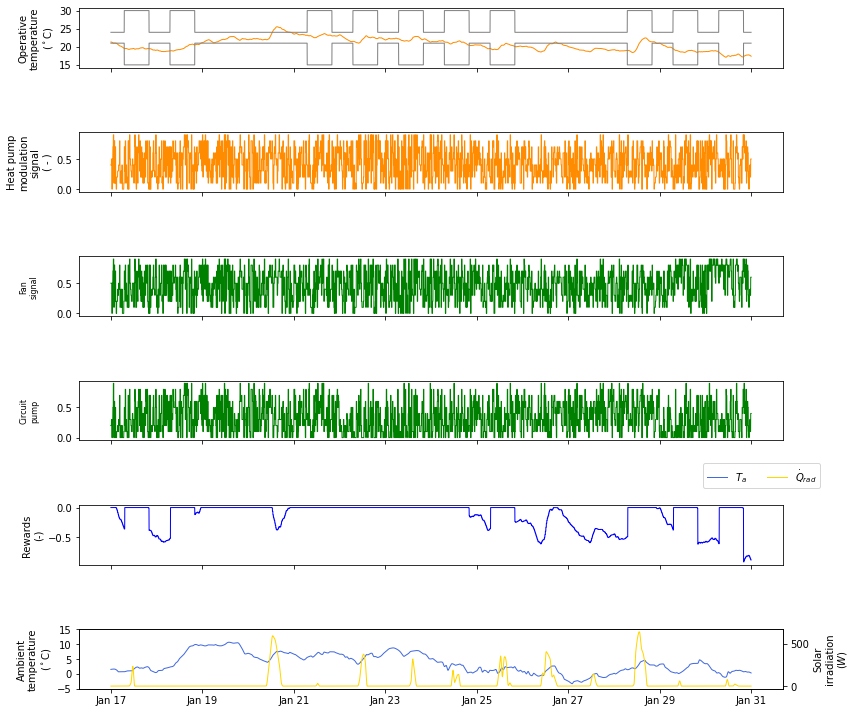 Operative
temperature
(°C)
30
25
20
15
Heat pump
modulation
signal
( - )
0.5
0.0
Fan
signal
0.5
0.0
Circuit
pump
0.5
0.0
T_a
Q̇_rad
Rewards
(-)
0.0
−0.5
Ambient
temperature
(°C)
15
10
5
0
−5
500
0
Solar
irradiation
(W)
Jan 17
Jan 19
Jan 21
Jan 23
Jan 25
Jan 27
Jan 29
Jan 31